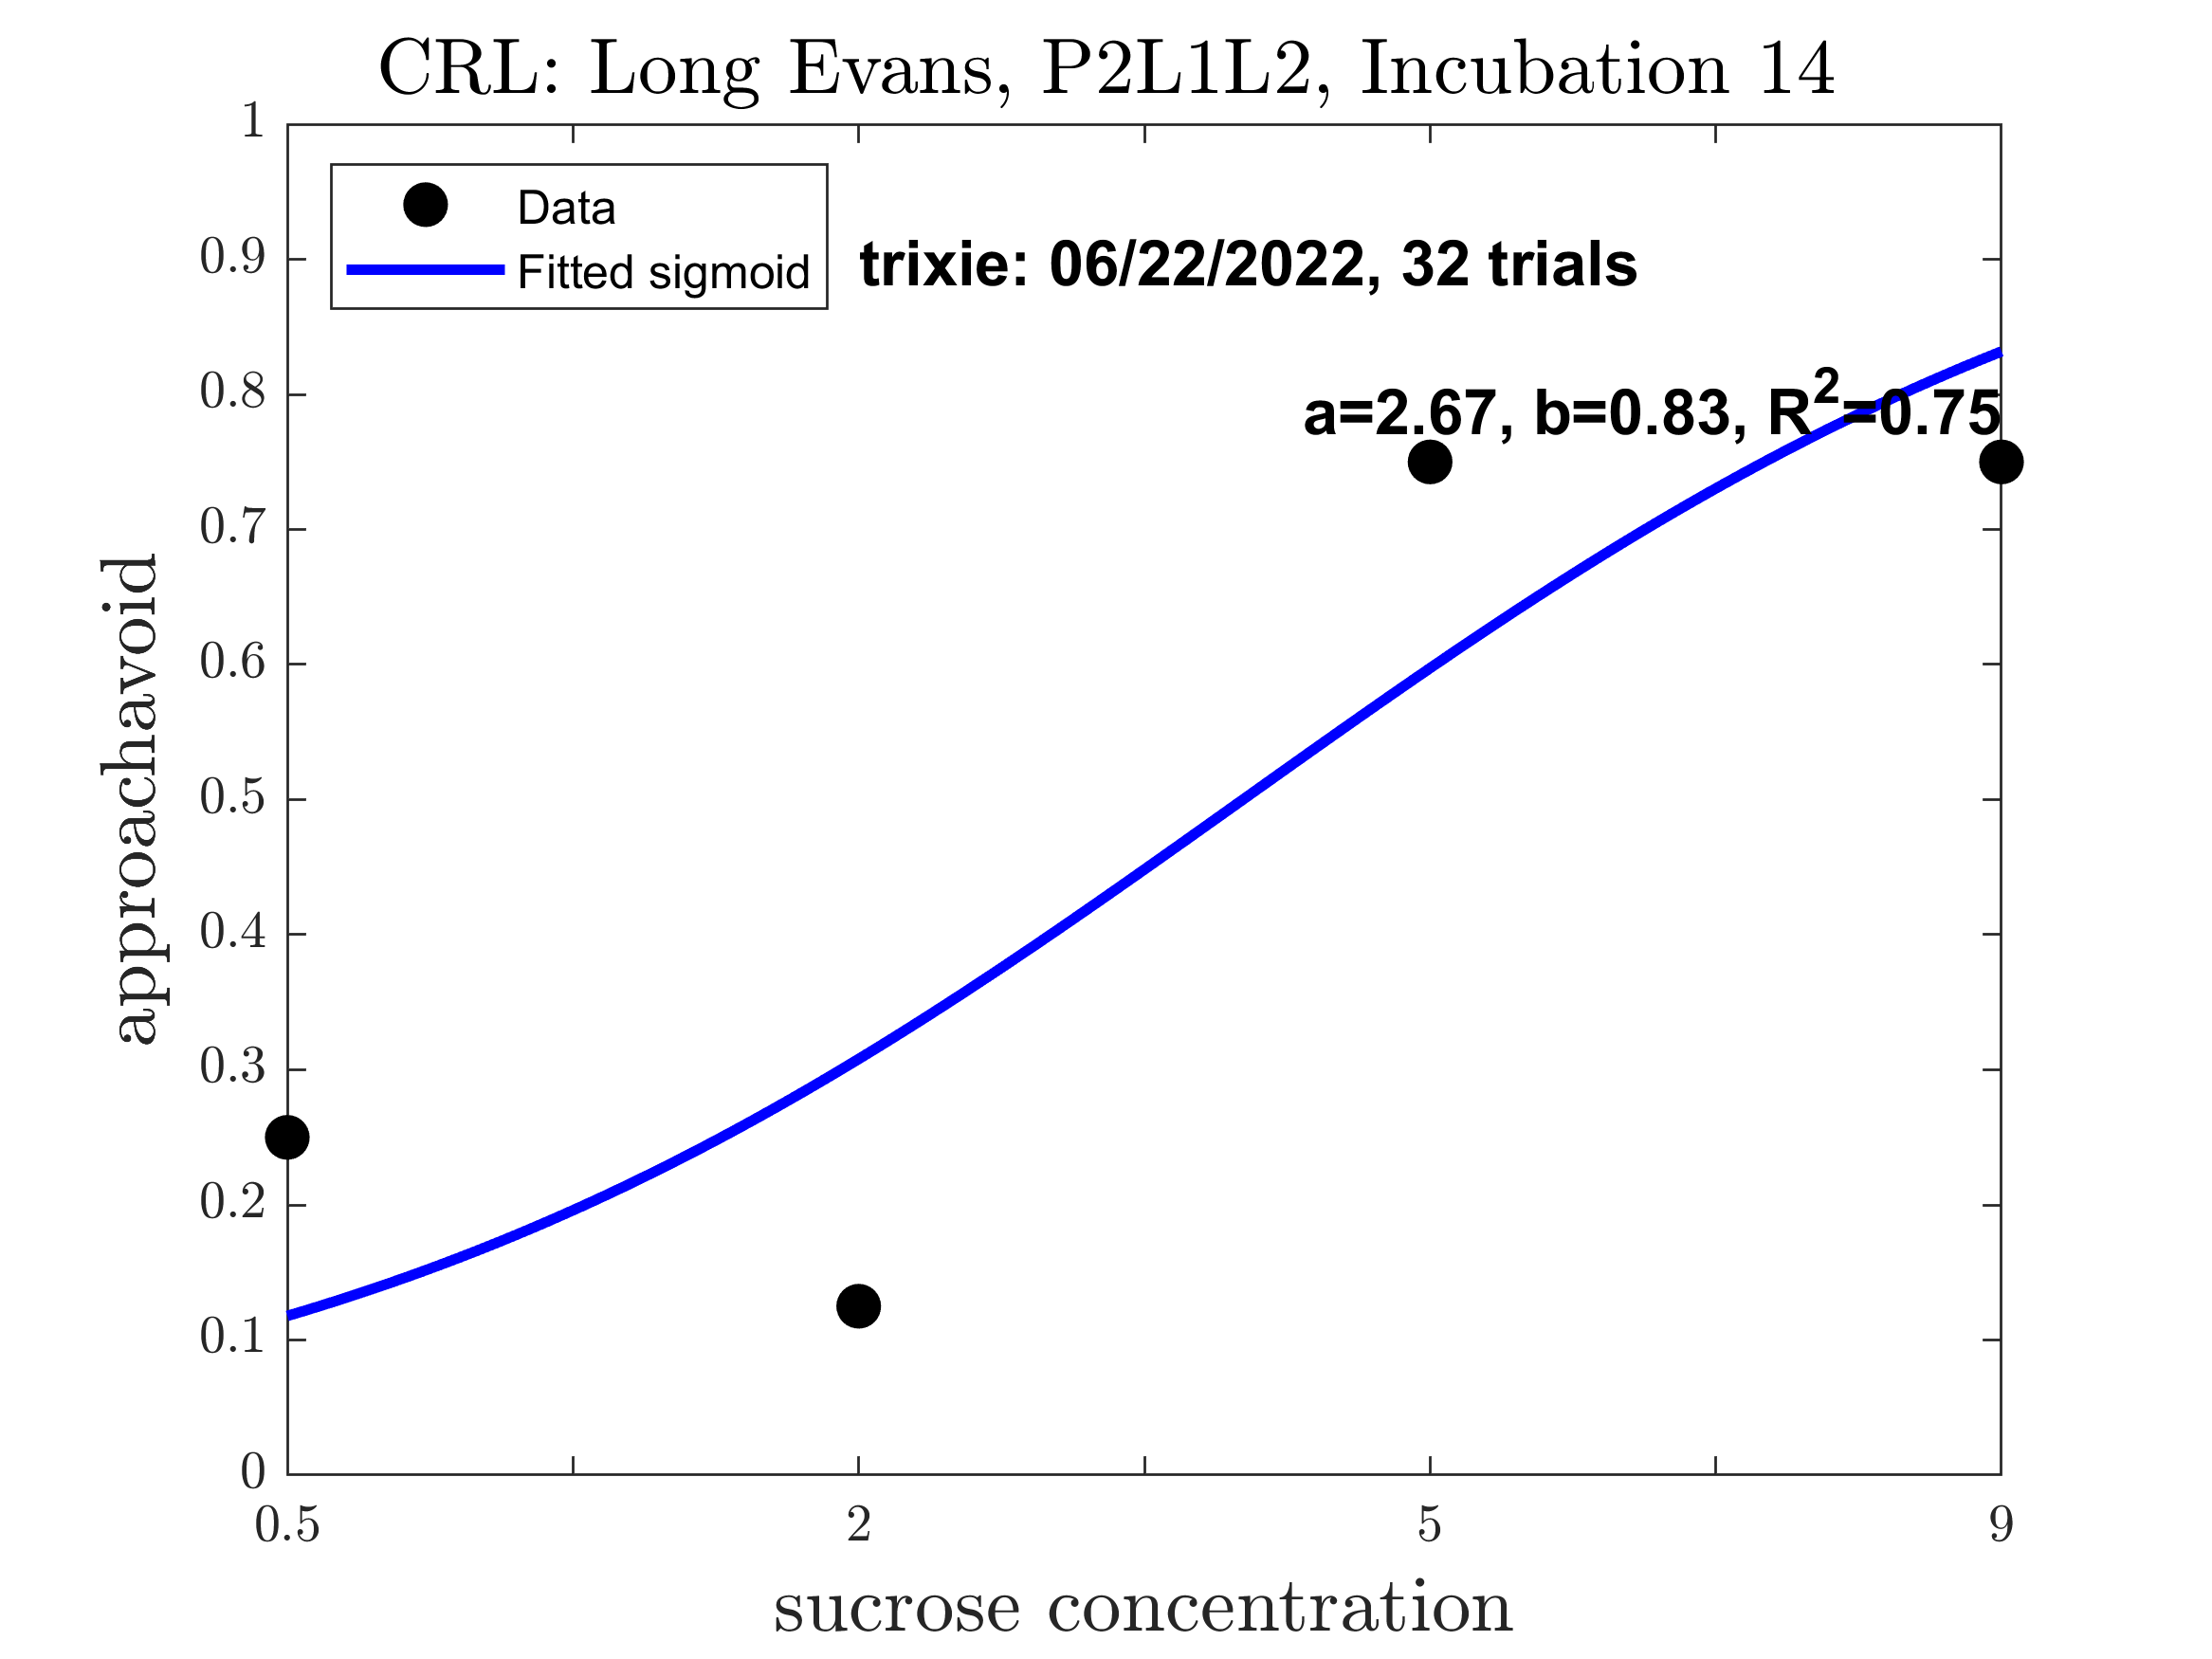 CRL: Long Evans, P2L1L2, Incubation 14
1
Data
Fitted sigmoid
trixie: 06/22/2022, 32 trials
0.9
0.8
a=2.67, b=0.83, R²=0.75
0.7
0.6
0.5
0.4
0.3
0.2
0.1
0
approachavoid
0.5 2 5 9
sucrose concentration